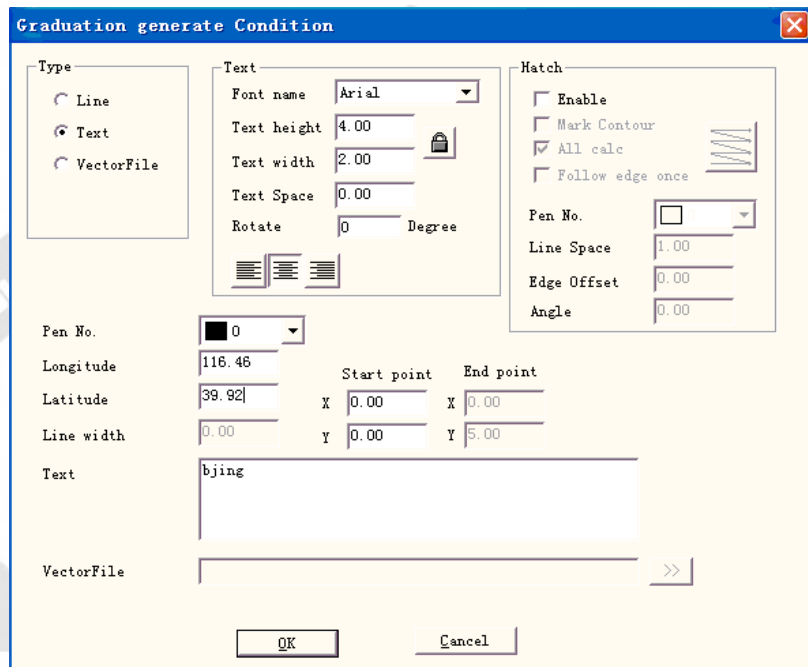 Graduation generate Condition
Type
Line
Text
VectorFile
Text
Font name Arial
Text height 4.00
Text width 2.00
Text Space 0.00
Rotate 0 Degree
Hatch
Enable
Mark Contour
All calc
Follow edge once
Pen No.
Line Space 1.00
Edge Offset 0.00
Angle 0.00
Pen No. 0
Longitude 116.46
Latitude 39.92
Line width 0.00
Start point End point
X 0.00 X 0.00
Y 0.00 Y 5.00
Text bjing
VectorFile >>
OK Cancel